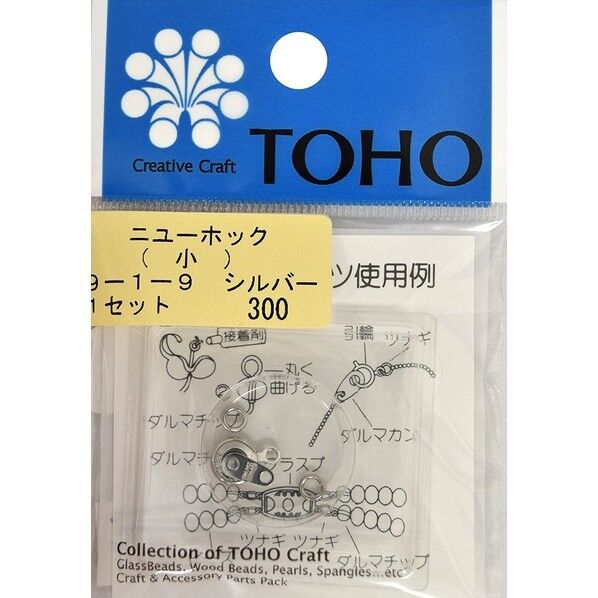 Creative Craft
TOHO
ニューホック
( 小 )
9-1-9 シルバー
1セット 300
ツ使用例
接着剤
引輪 ツナギ
丸く
曲げる
ダルマチップ
ダルマカン
ダルマチ
ラスプ
ツナギ ツナギ
ダルマチップ
Collection of TOHO Craft
GlassBeads, Wood Beads, Pearls, Spangles...etc
Craft & Accessory Parts Pack